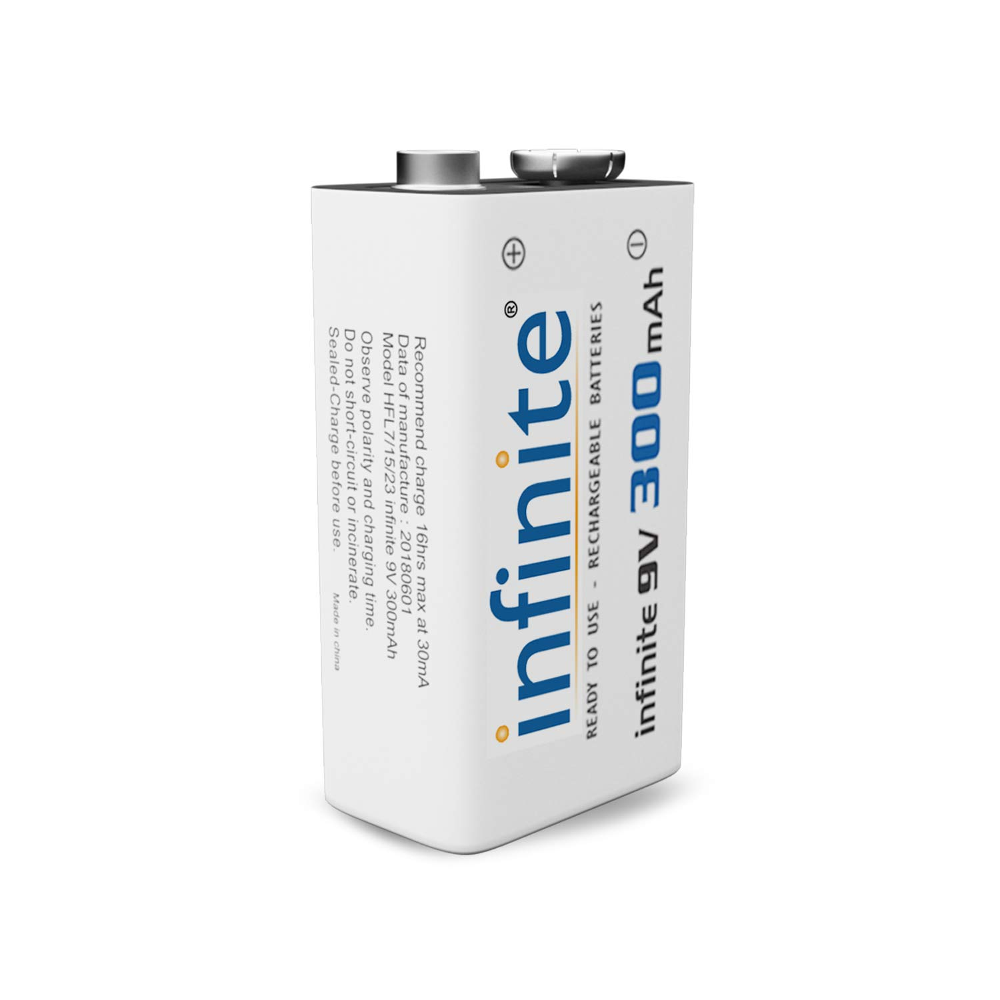 Recommend charge 16hrs max at 30mA
Data of manufacture : 20180601
Model HFL7/15/23 infinite 9V 300mAh
Observe polarity and charging time.
Do not short-circuit or incinerate.
Sealed-Charge before use.
Made in china
+
infinite®
READY TO USE - RECHARGEABLE BATTERIES
infinite 9V 300mAh
−